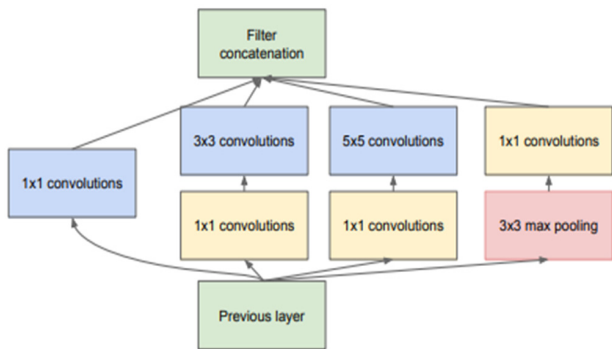 Filter
concatenation
3x3 convolutions
5x5 convolutions
1x1 convolutions
1x1 convolutions
1x1 convolutions
1x1 convolutions
3x3 max pooling
Previous layer